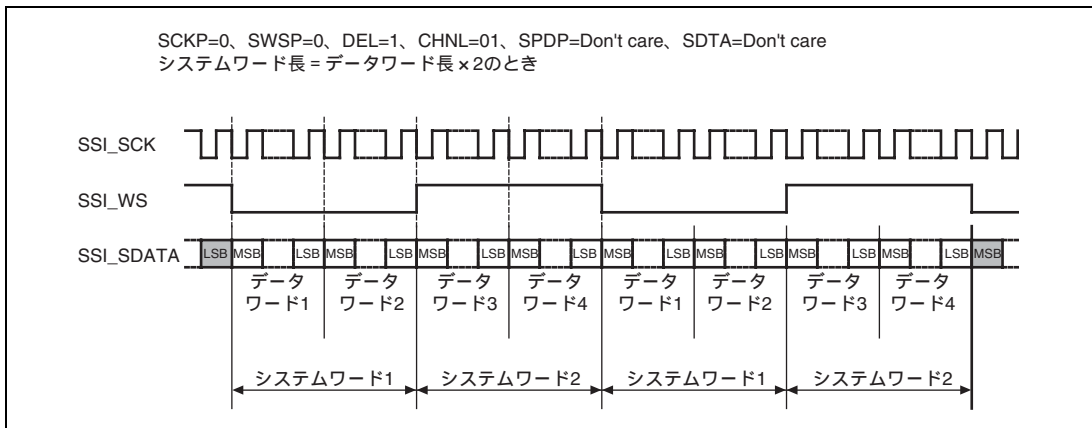 SCKP=0、SWSP=0、DEL=1、CHNL=01、SPDP=Don't care、SDTA=Don't care
システムワード長 = データワード長×2のとき
SSI_SCK
SSI_WS
SSI_SDATA LSB MSB LSB MSB LSB MSB LSB MSB LSB MSB LSB MSB LSB MSB LSB MSB LSB MSB
データ データ データ データ データ データ データ データ
ワード1 ワード2 ワード3 ワード4 ワード1 ワード2 ワード3 ワード4
システムワード1 システムワード2 システムワード1 システムワード2